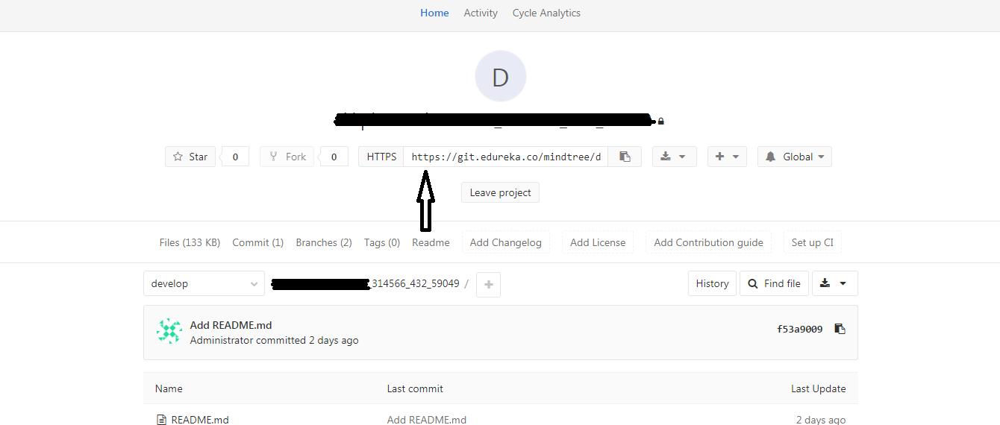 Home Activity Cycle Analytics
D
Star 0 Fork 0 HTTPS https://git.edureka.co/mindtree/d Global
Leave project
Files (133 KB) Commit (1) Branches (2) Tags (0) Readme Add Changelog Add License Add Contribution guide Set up CI
develop _314566_432_59049 / History Find file
Add README.md
Administrator committed 2 days ago f53a9009
Name Last commit Last Update
README.md Add README.md 2 days ago